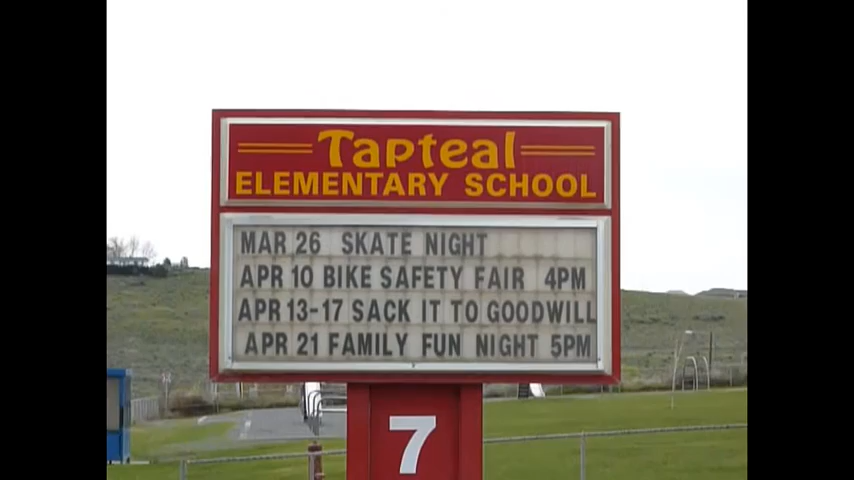 Tapteal
ELEMENTARY SCHOOL
MAR 26 SKATE NIGHT
APR 10 BIKE SAFETY FAIR 4PM
APR 13-17 SACK IT TO GOODWILL
APR 21 FAMILY FUN NIGHT 5PM
7